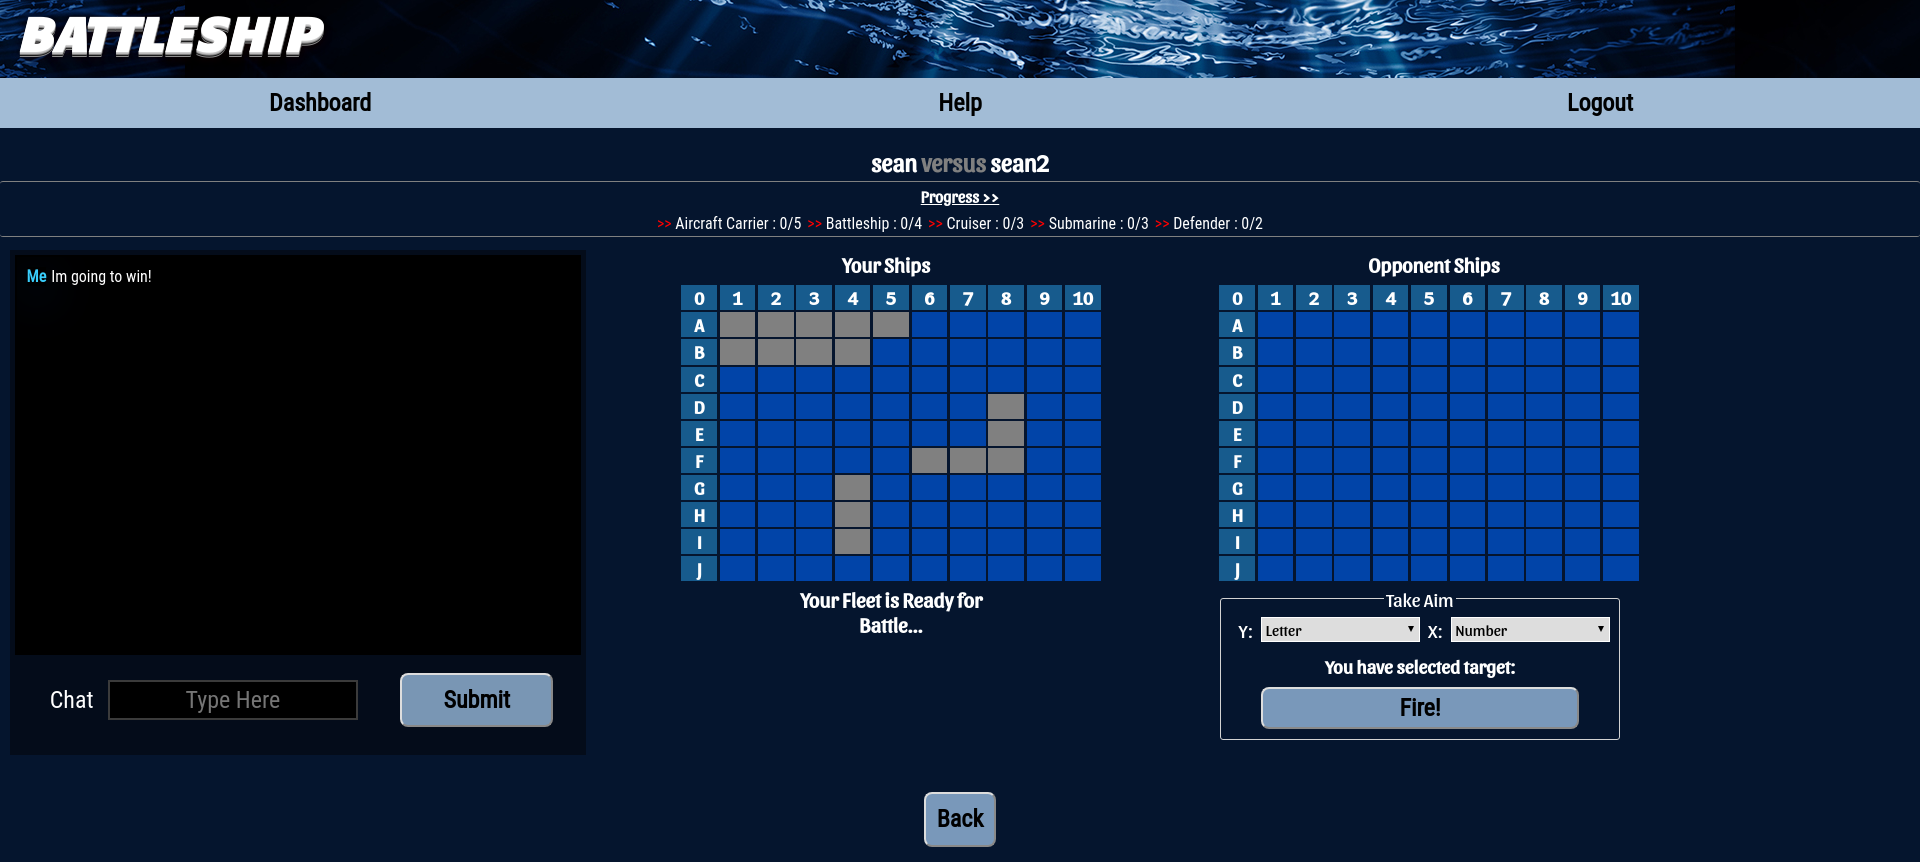 BATTLESHIP
Dashboard Help Logout
sean versus sean2
Progress >>
>> Aircraft Carrier : 0/5 >> Battleship : 0/4 >> Cruiser : 0/3 >> Submarine : 0/3 >> Defender : 0/2
Me Im going to win!
Chat Type Here Submit
Your Ships
0 1 2 3 4 5 6 7 8 9 10
A
B
C
D
E
F
G
H
I
J
Your Fleet is Ready for
Battle...
Opponent Ships
0 1 2 3 4 5 6 7 8 9 10
A
B
C
D
E
F
G
H
I
J
Take Aim
Y: Letter X: Number
You have selected target:
Fire!
Back